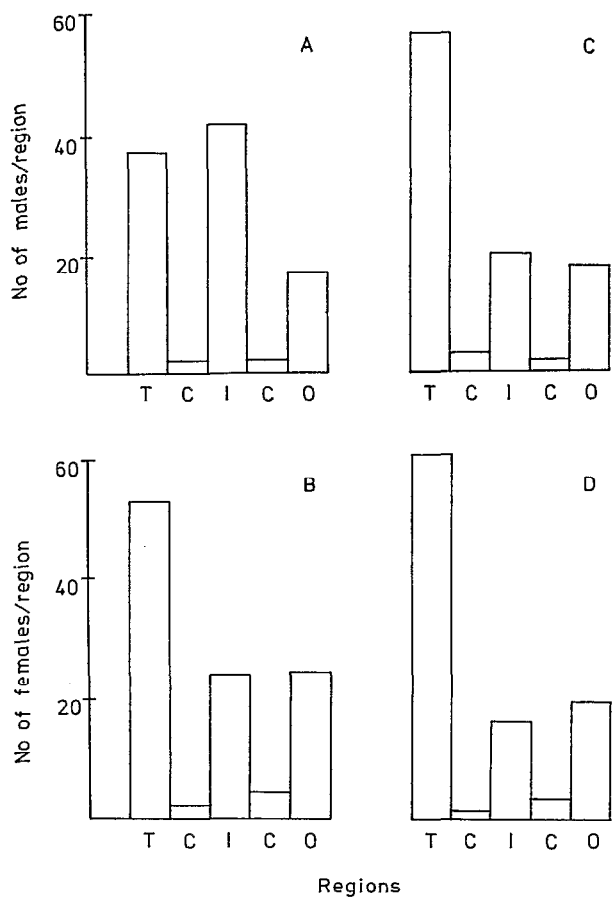 60
40
20
No of males/region
A
T C I C O
C
T C I C O
60
40
20
No of females/region
B
T C I C O
D
T C I C O
Regions